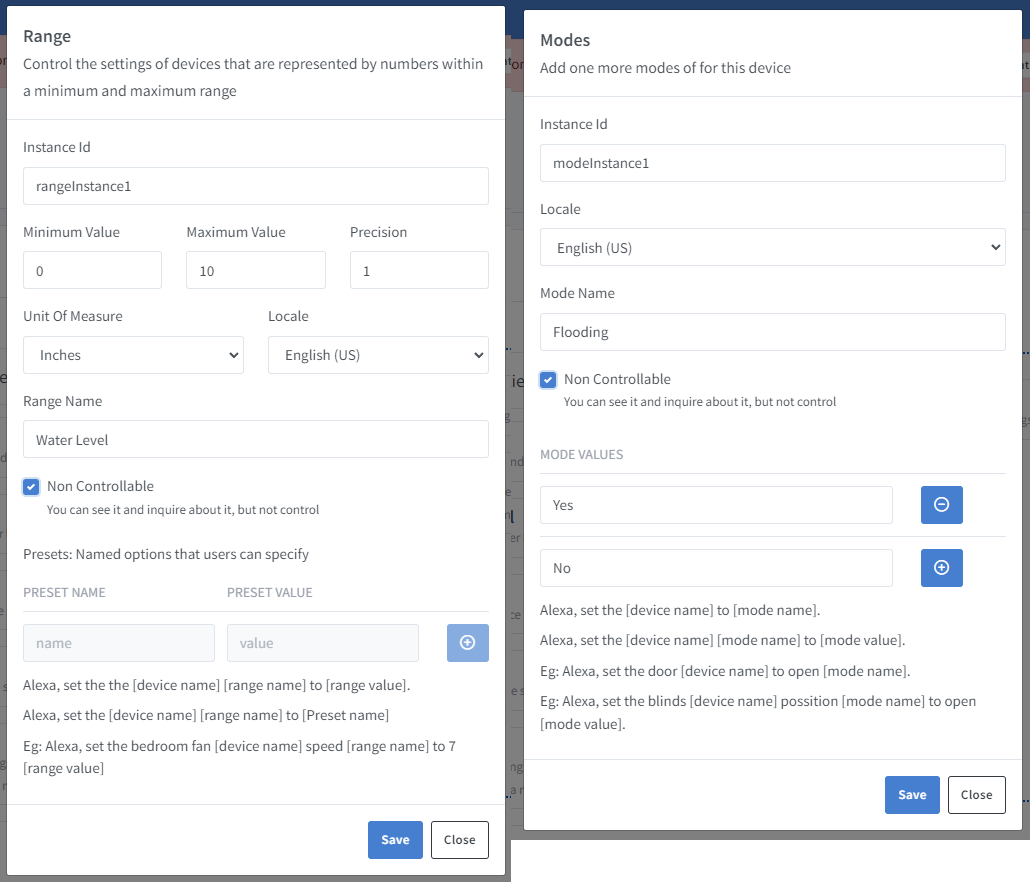 Range
Control the settings of devices that are represented by numbers within
a minimum and maximum range
Instance Id
rangeInstance1
Minimum Value Maximum Value Precision
0 10 1
Unit Of Measure Locale
Inches English (US)
Range Name
Water Level
Non Controllable
You can see it and inquire about it, but not control
Presets: Named options that users can specify
PRESET NAME PRESET VALUE
name value
Alexa, set the the [device name] [range name] to [range value].
Alexa, set the [device name] [range name] to [Preset name]
Eg: Alexa, set the bedroom fan [device name] speed [range name] to 7
[range value]
Save Close
Modes
Add one more modes of for this device
Instance Id
modeInstance1
Locale
English (US)
Mode Name
Flooding
Non Controllable
You can see it and inquire about it, but not control
MODE VALUES
Yes
No
Alexa, set the [device name] to [mode name].
Alexa, set the [device name] [mode name] to [mode value].
Eg: Alexa, set the door [device name] to open [mode name].
Eg: Alexa, set the blinds [device name] possition [mode name] to open
[mode value].
Save Close